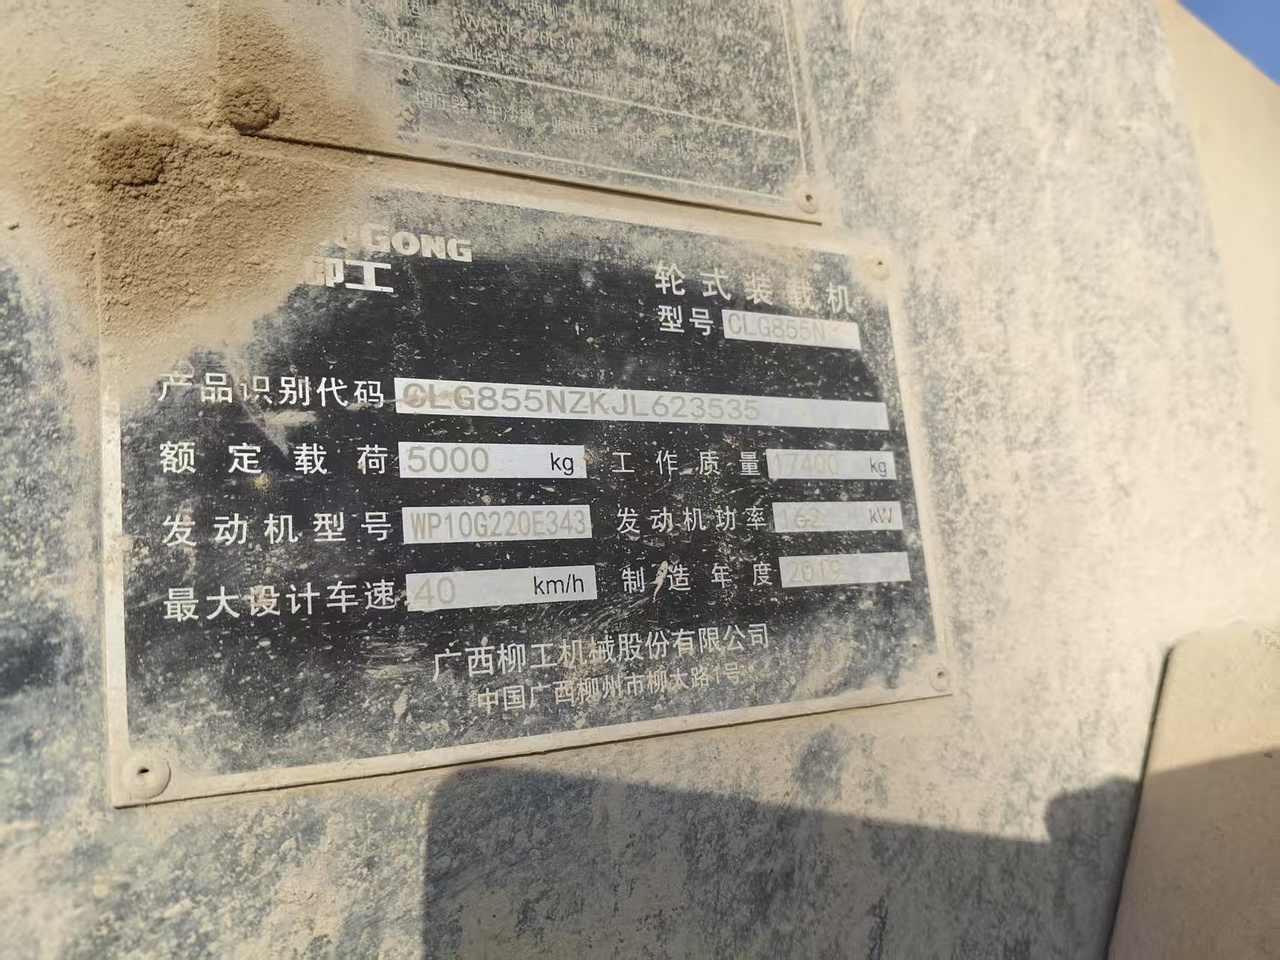 GONG
柳工
轮式装载机
型号 CLG855N
产品识别代码 CLG855NZKJL623535
额定载荷 5000 kg 工作质量 17400 kg
发动机型号 WP10G220E343 发动机功率 162 kW
最大设计车速 40 km/h 制造年度 2019
广西柳工机械股份有限公司
中国广西柳州市柳太路1号